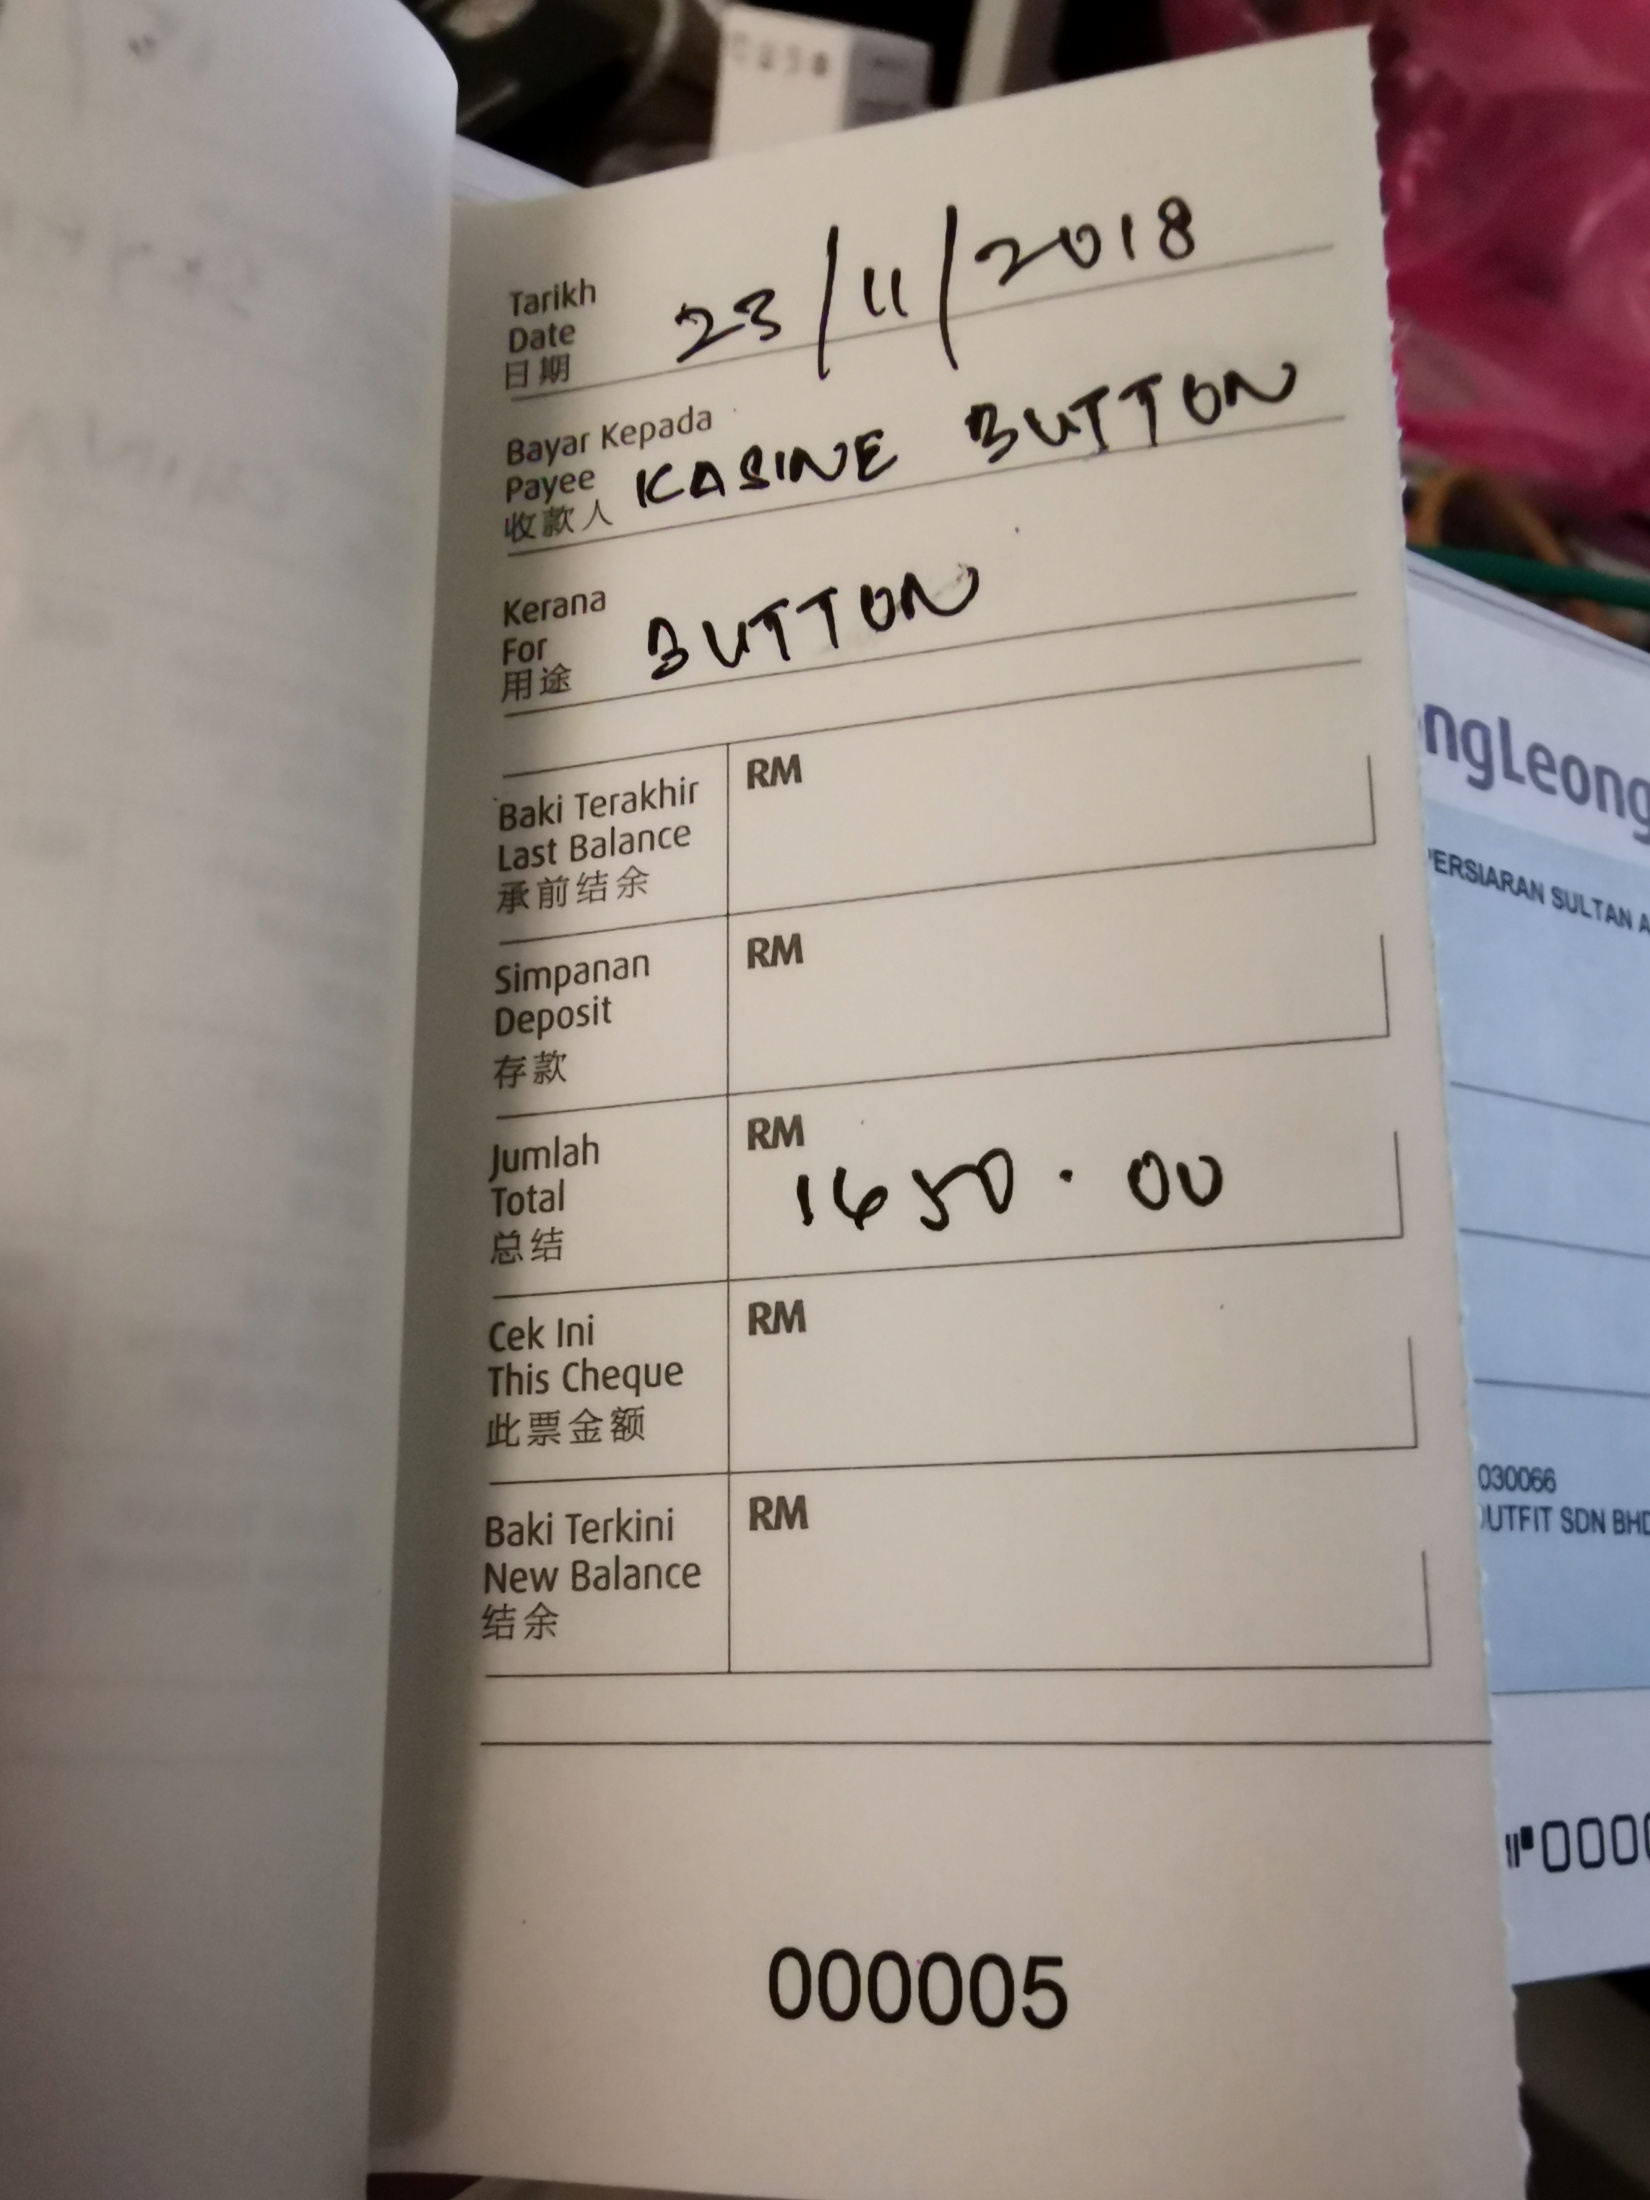 Tarikh
Date
日期
23/11/2018
Bayar Kepada
Payee
收款人
KASINE BUTTON
Kerana
For
用途
BUTTON
Baki Terakhir
Last Balance
承前结余
RM
Simpanan
Deposit
存款
RM
Jumlah
Total
总结
RM
1650.00
Cek Ini
This Cheque
此票金额
RM
Baki Terkini
New Balance
结余
RM
000005
ngLeong
ERSIARAN SULTAN A
030066
UTFIT SDN BHD
⑈000